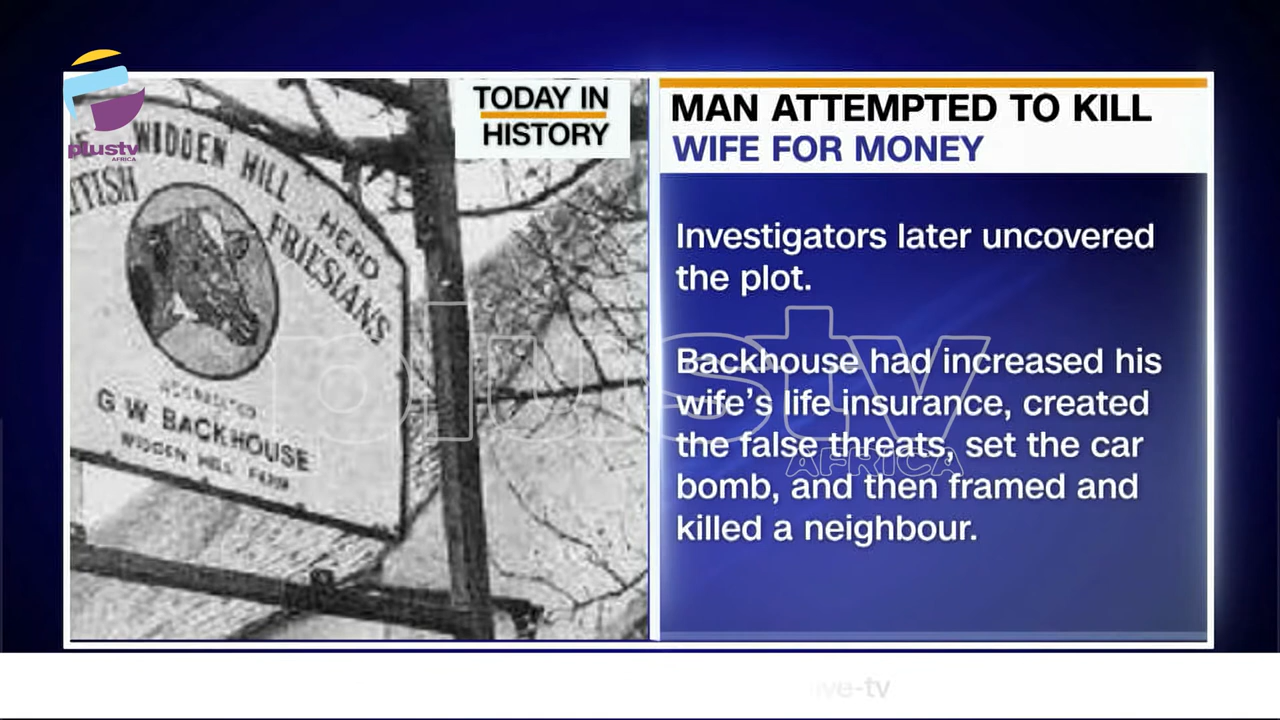 plustv
AFRICA
WIDDEN HILL HERD
FRIESIANS
G W BACKHOUSE
WIDDEN HILL FARM
TODAY IN
HISTORY
MAN ATTEMPTED TO KILL
WIFE FOR MONEY
Investigators later uncovered
the plot.
Backhouse had increased his
wife’s life insurance, created
the false threats, set the car
bomb, and then framed and
killed a neighbour.
plustv
AFRICA